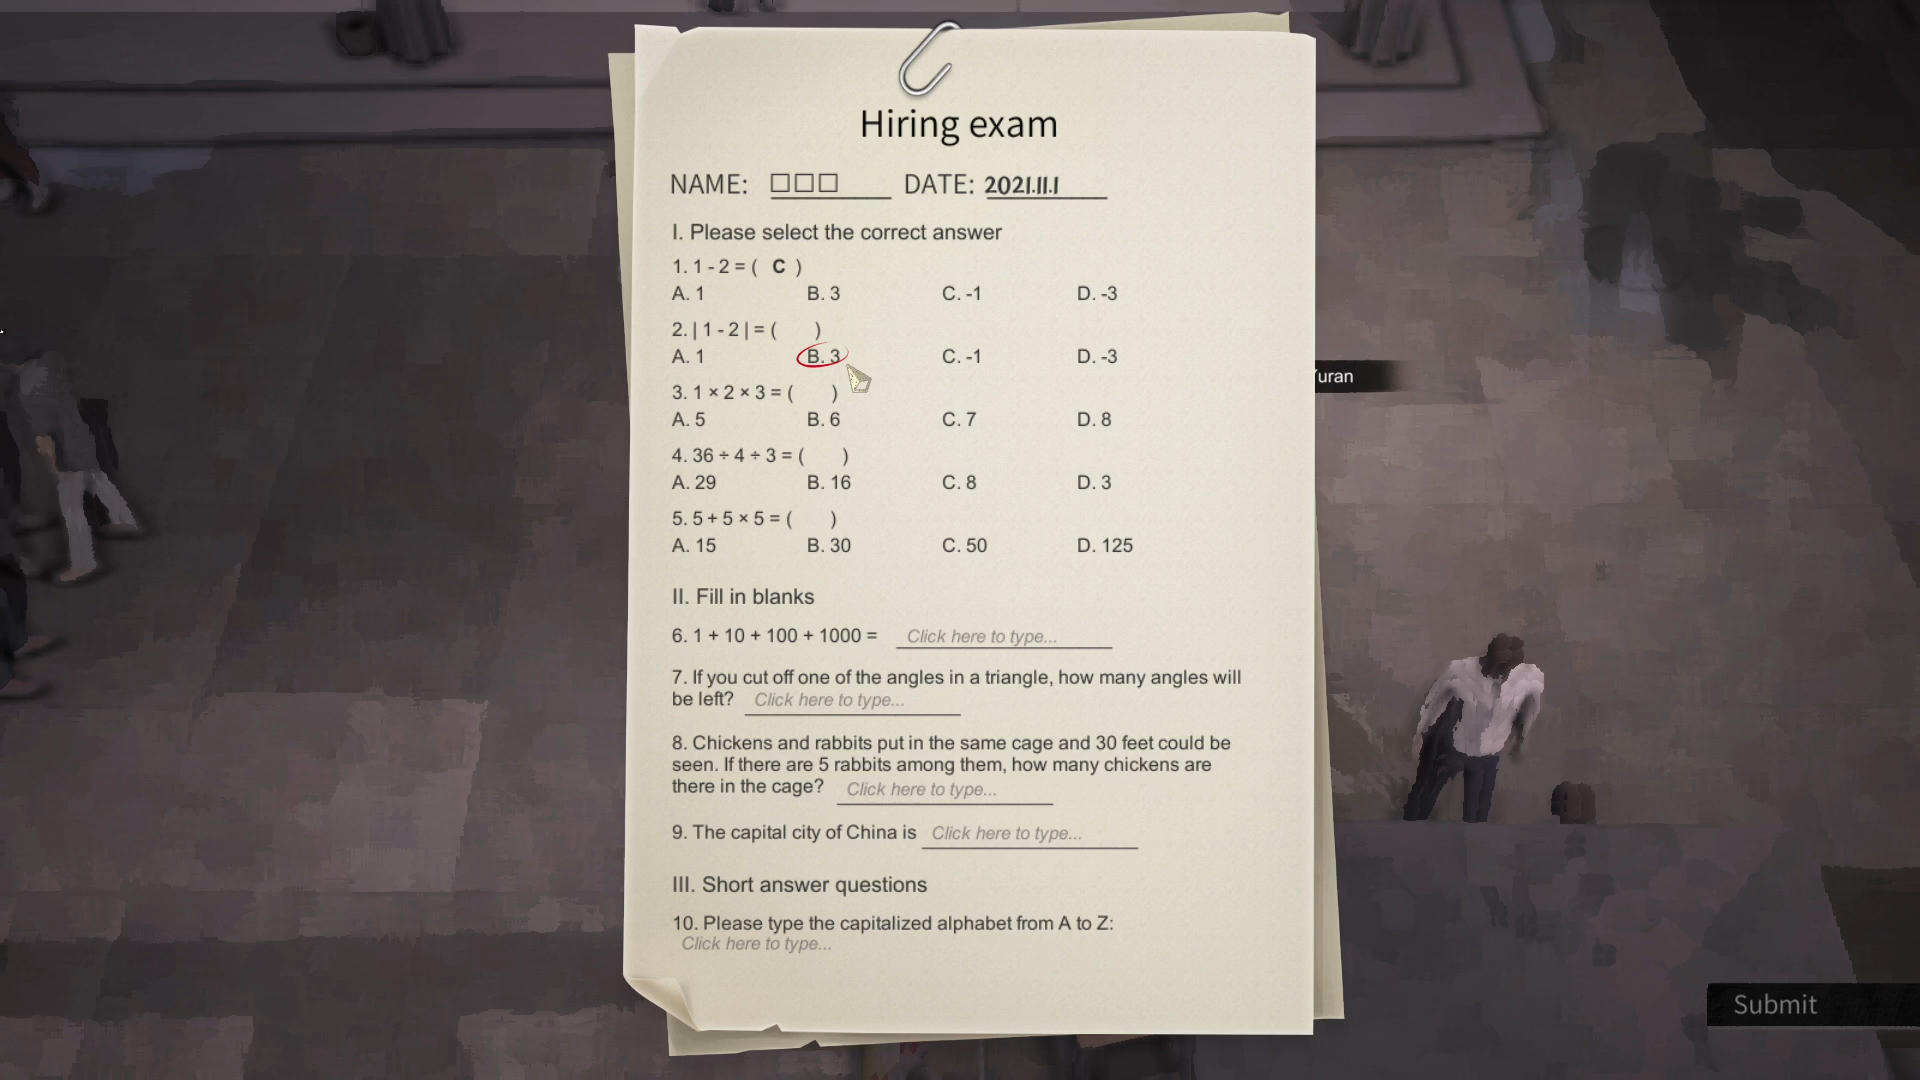 Hiring exam
NAME: □□□ DATE: 2021.11.1
I. Please select the correct answer
1. 1 - 2 = ( C )
A. 1 B. 3 C. -1 D. -3
2. | 1 - 2 | = ( )
A. 1 B. 3 C. -1 D. -3
3. 1 × 2 × 3 = ( )
A. 5 B. 6 C. 7 D. 8
4. 36 ÷ 4 ÷ 3 = ( )
A. 29 B. 16 C. 8 D. 3
5. 5 + 5 × 5 = ( )
A. 15 B. 30 C. 50 D. 125
II. Fill in blanks
6. 1 + 10 + 100 + 1000 = Click here to type...
7. If you cut off one of the angles in a triangle, how many angles will
be left? Click here to type...
8. Chickens and rabbits put in the same cage and 30 feet could be
seen. If there are 5 rabbits among them, how many chickens are
there in the cage? Click here to type...
9. The capital city of China is Click here to type...
III. Short answer questions
10. Please type the capitalized alphabet from A to Z:
Click here to type...
Submit